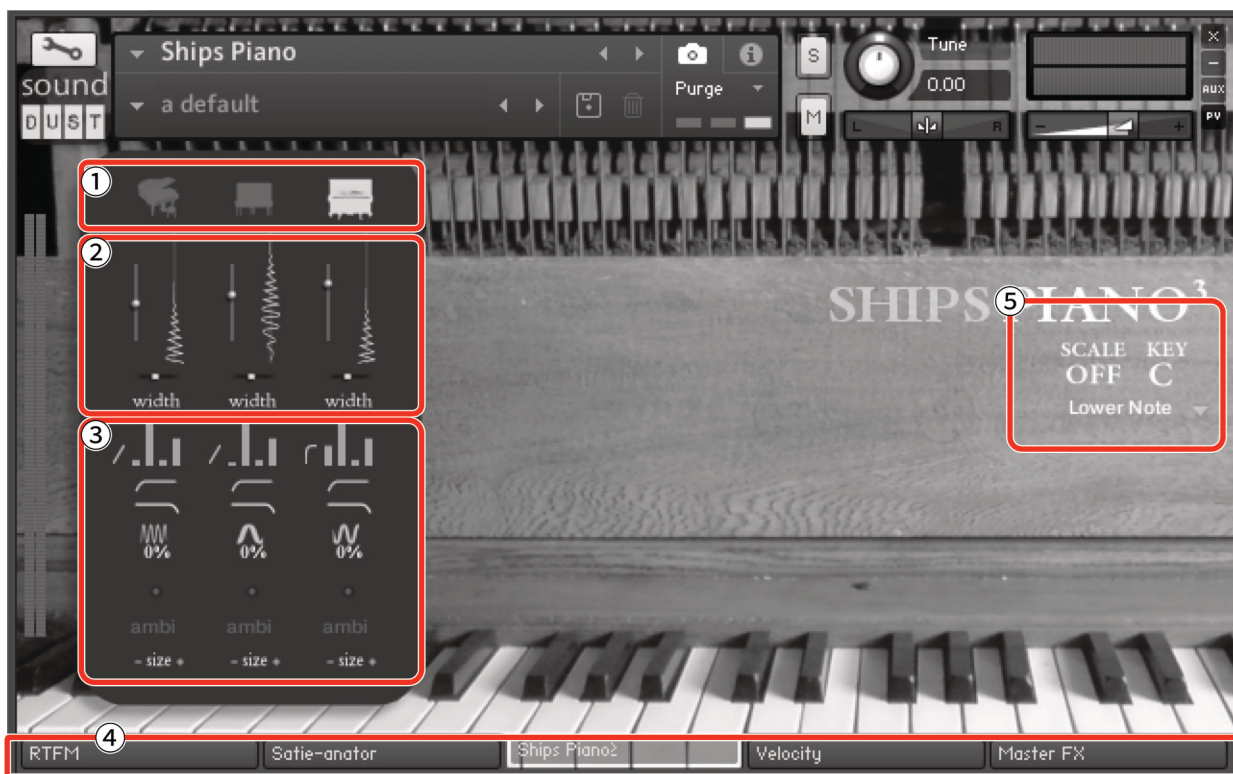 Ships Piano
sound
DUST
a default
Purge
S
M
Tune
0.00
L R
- +
×
-
AUX
PV
①
②
width width width
③
0% 0% 0%
ambi ambi ambi
- size + - size + - size +
SHIPS PIANO³
⑤
SCALE KEY
OFF C
Lower Note
④
RTFM Satie-anator Ships Piano² Velocity Master FX